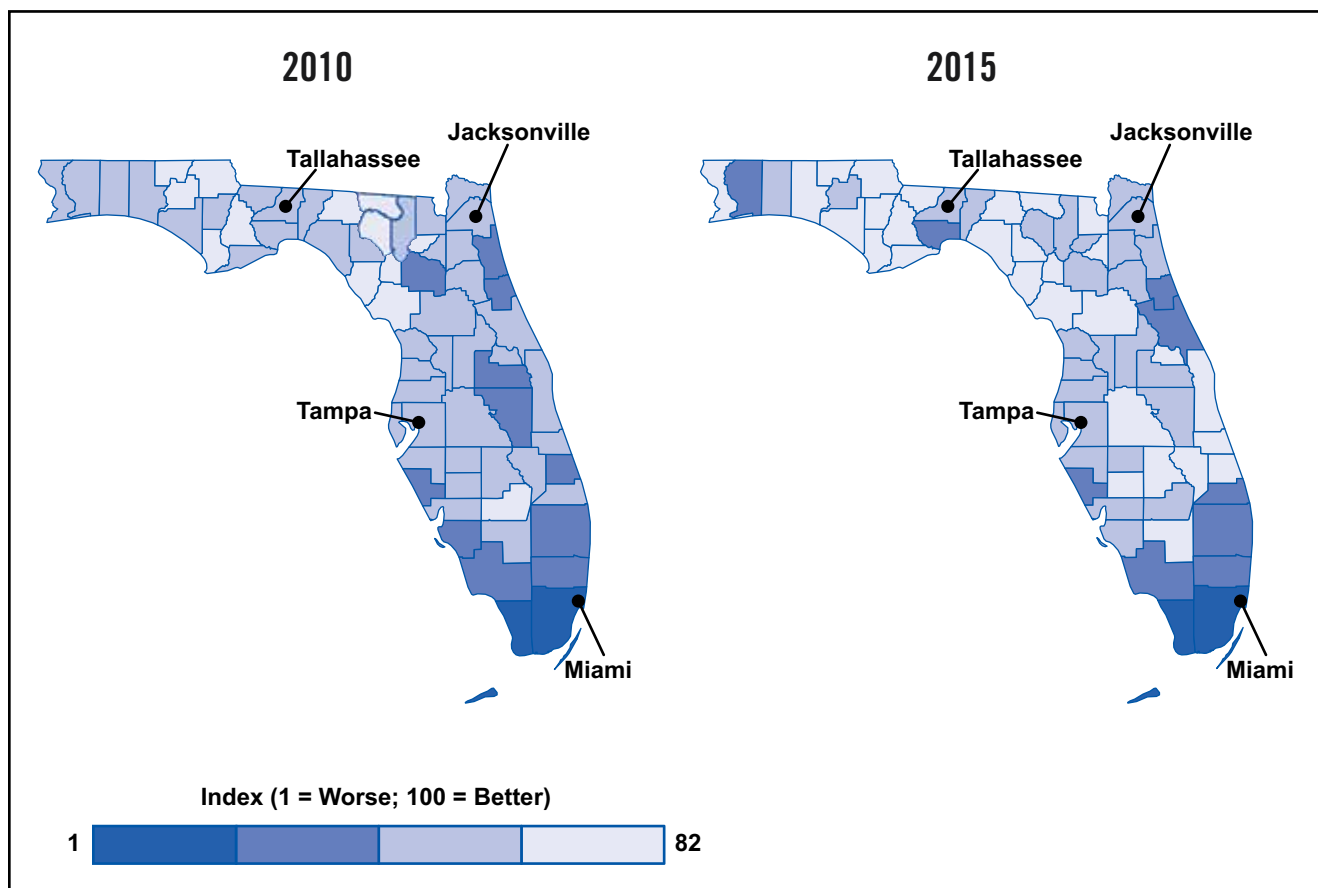 2010
2015
Jacksonville
Tallahassee
Tampa
Miami
Jacksonville
Tallahassee
Tampa
Miami
Index (1 = Worse; 100 = Better)
1
82